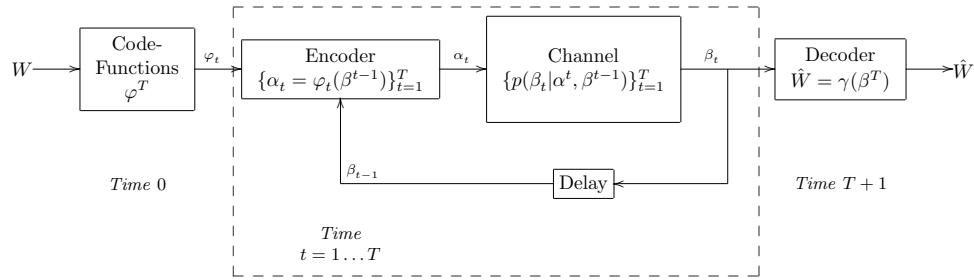 W
Code-
Functions
φ^T
φ_t
Encoder
{α_t = φ_t(β^{t−1})}_{t=1}^T
α_t
Channel
{p(β_t|α^t, β^{t−1})}_{t=1}^T
β_t
Decoder
Ŵ = γ(β^T)
Ŵ
β_{t−1}
Delay
Time 0
Time T + 1
Time
t = 1 . . . T